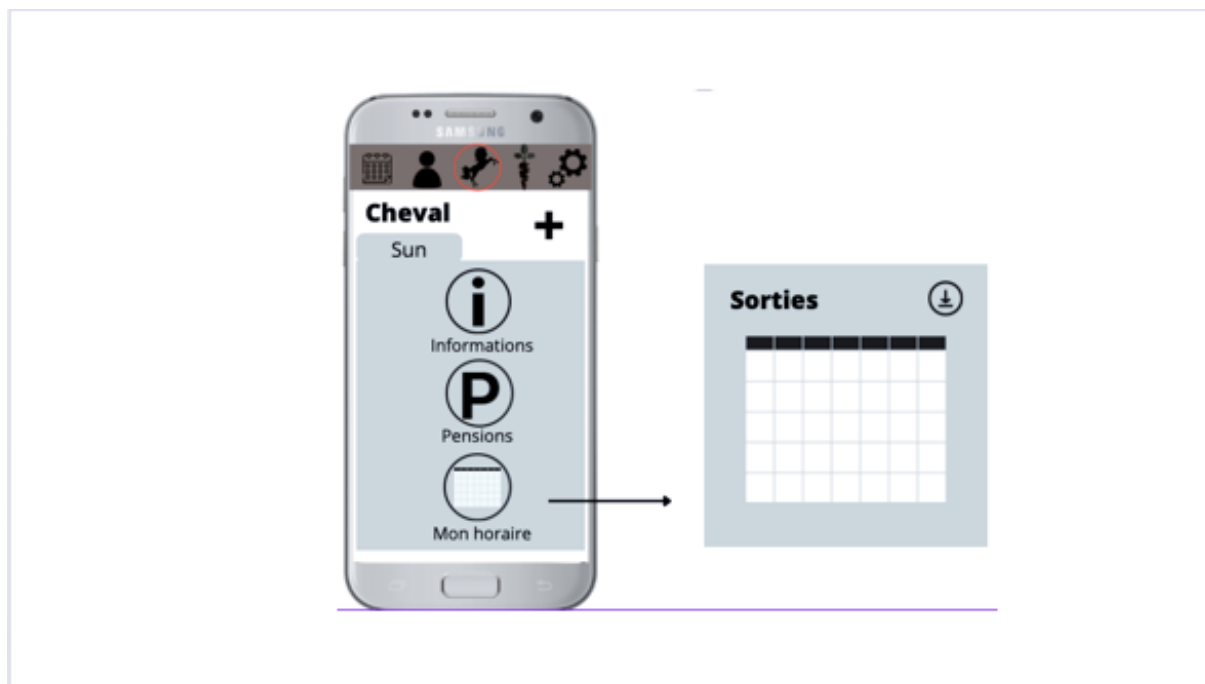 SAMSUNG
Cheval
Sun
i
Informations
P
Pensions
Mon horaire
Sorties